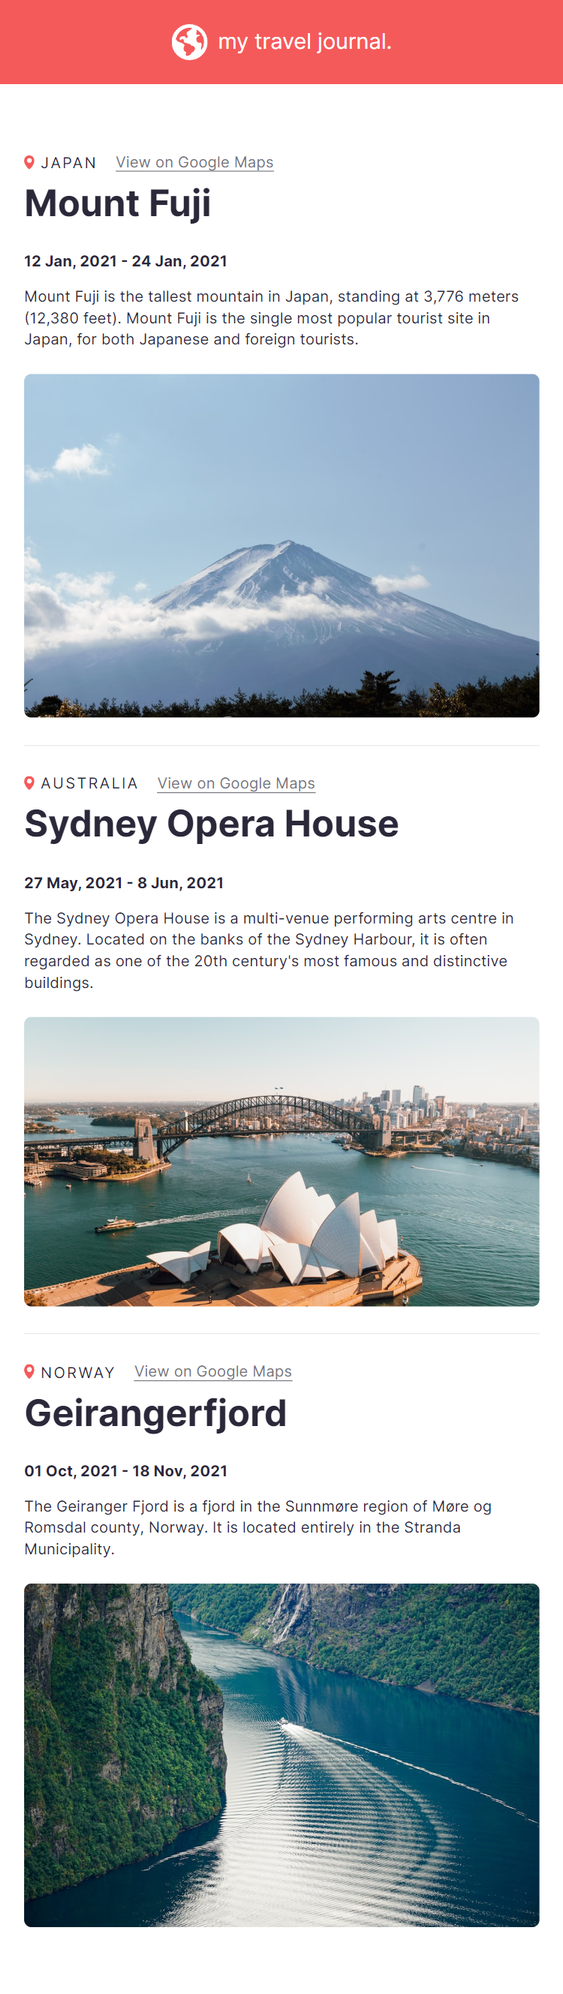 my travel journal.
JAPAN View on Google Maps
Mount Fuji
12 Jan, 2021 - 24 Jan, 2021
Mount Fuji is the tallest mountain in Japan, standing at 3,776 meters
(12,380 feet). Mount Fuji is the single most popular tourist site in
Japan, for both Japanese and foreign tourists.
AUSTRALIA View on Google Maps
Sydney Opera House
27 May, 2021 - 8 Jun, 2021
The Sydney Opera House is a multi-venue performing arts centre in
Sydney. Located on the banks of the Sydney Harbour, it is often
regarded as one of the 20th century's most famous and distinctive
buildings.
NORWAY View on Google Maps
Geirangerfjord
01 Oct, 2021 - 18 Nov, 2021
The Geiranger Fjord is a fjord in the Sunnmøre region of Møre og
Romsdal county, Norway. It is located entirely in the Stranda
Municipality.